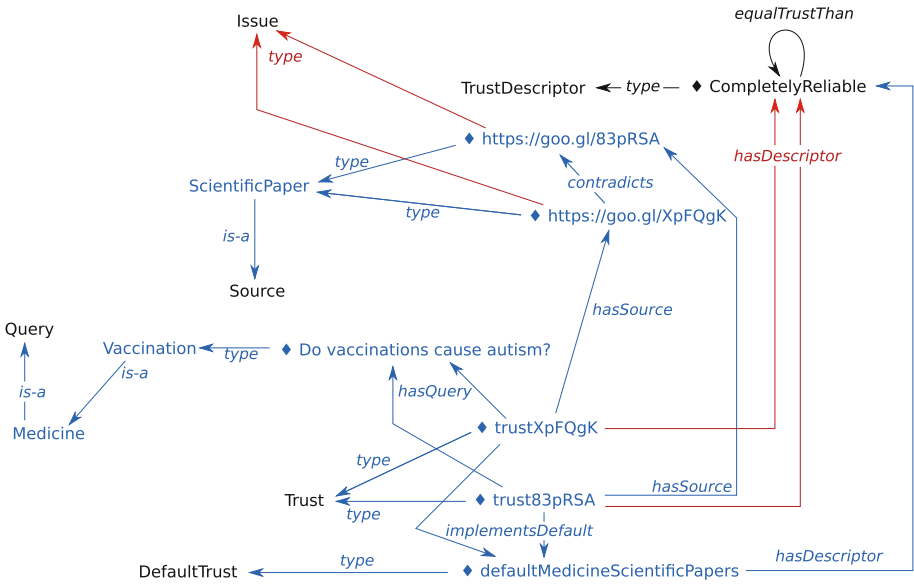 equalTrustThan
Issue
type
TrustDescriptor
type
CompletelyReliable
https://goo.gl/83pRSA
type
hasDescriptor
ScientificPaper
contradicts
type
https://goo.gl/XpFQgK
is-a
Source
hasSource
Query
Vaccination
type
Do vaccinations cause autism?
is-a
is-a
hasQuery
Medicine
trustXpFQgK
type
hasSource
Trust
trust83pRSA
type
implementsDefault
hasDescriptor
type
DefaultTrust
defaultMedicineScientificPapers